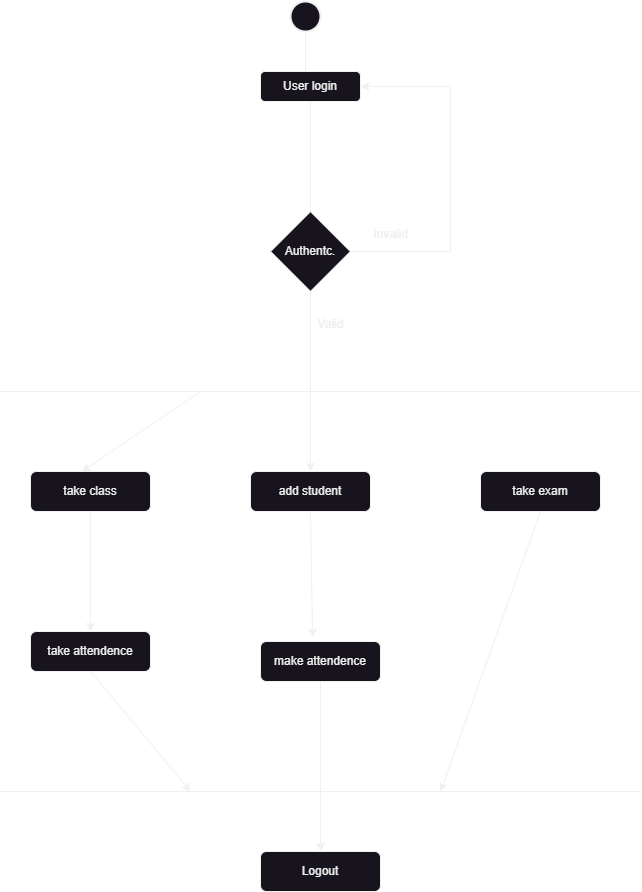 User login
Invalid
Authentc.
Valid
take class
add student
take exam
take attendence
make attendence
Logout